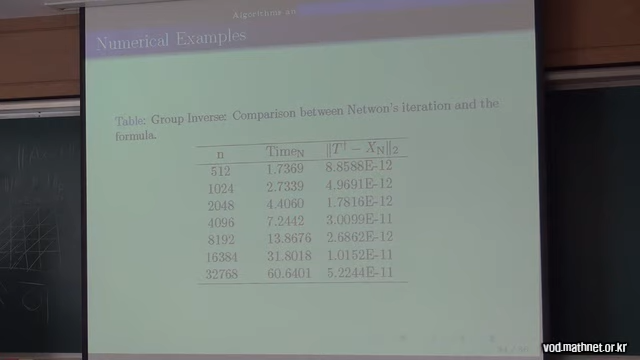 Algorithms an
Numerical Examples
Table: Group Inverse: Comparison between Netwon's iteration and the
formula.
n Time_N ‖T^† − X_N‖_2
512 1.7369 8.8588E-12
1024 2.7339 4.9691E-12
2048 4.4060 1.7816E-12
4096 7.2442 3.0099E-11
8192 13.8676 2.6862E-12
16384 31.8018 1.0152E-11
32768 60.6401 5.2244E-11
vod.mathnet.or.kr